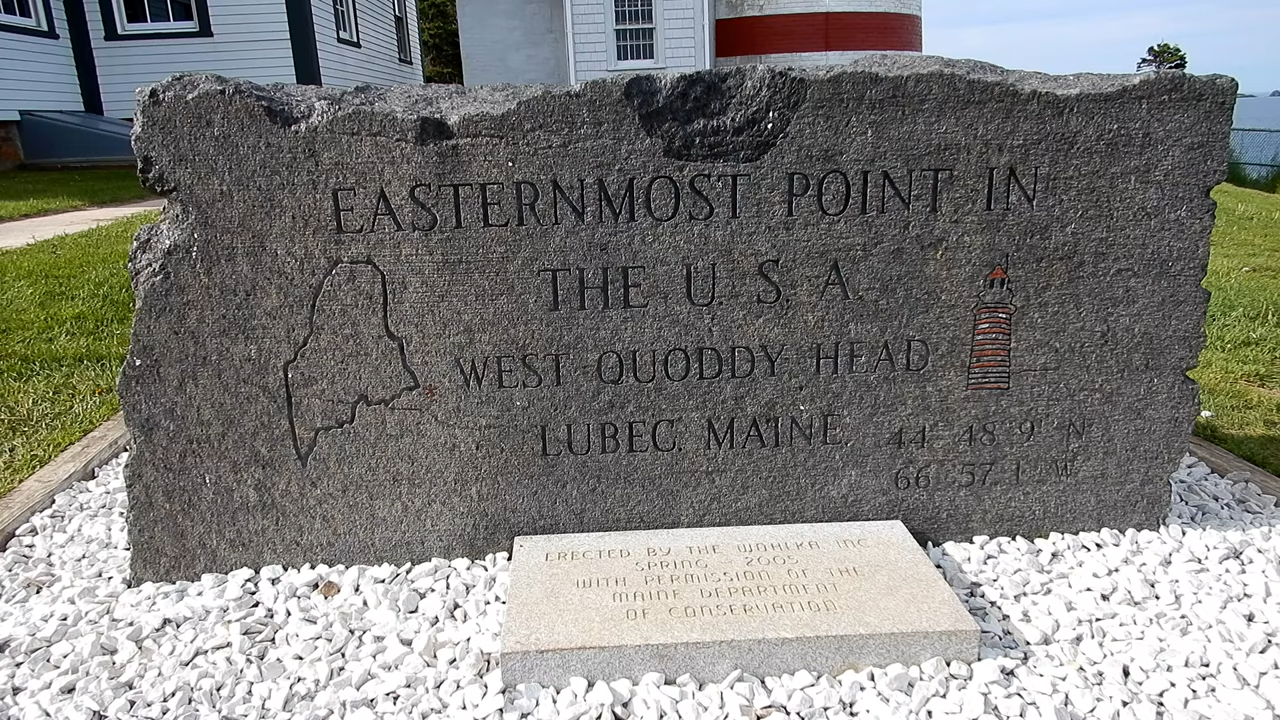 EASTERNMOST POINT IN
THE U. S. A.
WEST QUODDY HEAD
LUBEC, MAINE 44 48 9' N
66 57 1' W
ERECTED BY THE WQHLKA INC
SPRING 2005
WITH PERMISSION OF THE
MAINE DEPARTMENT
OF CONSERVATION